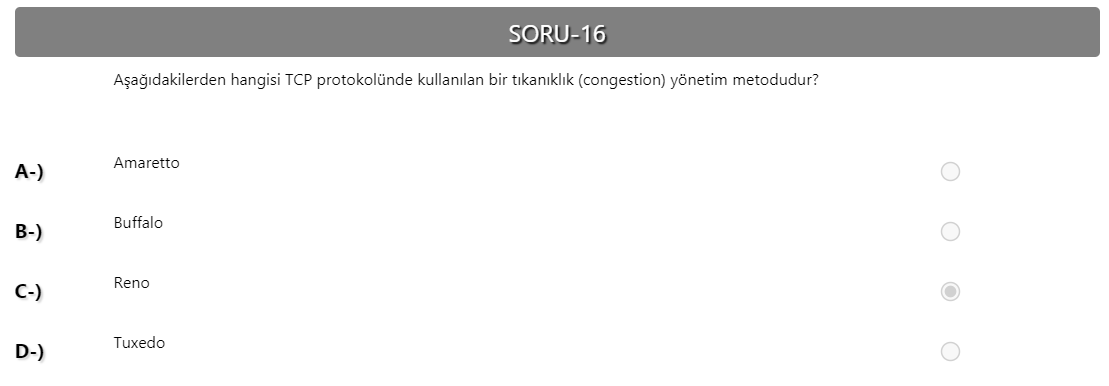 SORU-16
Aşağıdakilerden hangisi TCP protokolünde kullanılan bir tıkanıklık (congestion) yönetim metodudur?
A-) Amaretto
B-) Buffalo
C-) Reno
D-) Tuxedo